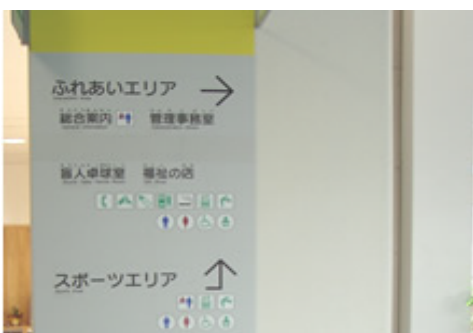 ふれあいエリア →
総合案内 管理事務室
盲人卓球室 福祉の店
スポーツエリア ↑